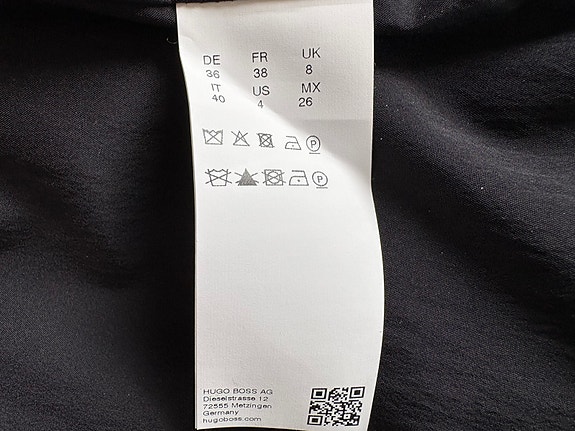 DE FR UK
36 38 8
IT US MX
40 4 26
P
P
HUGO BOSS AG
Dieselstrasse 12
72555 Metzingen
Germany
hugoboss.com